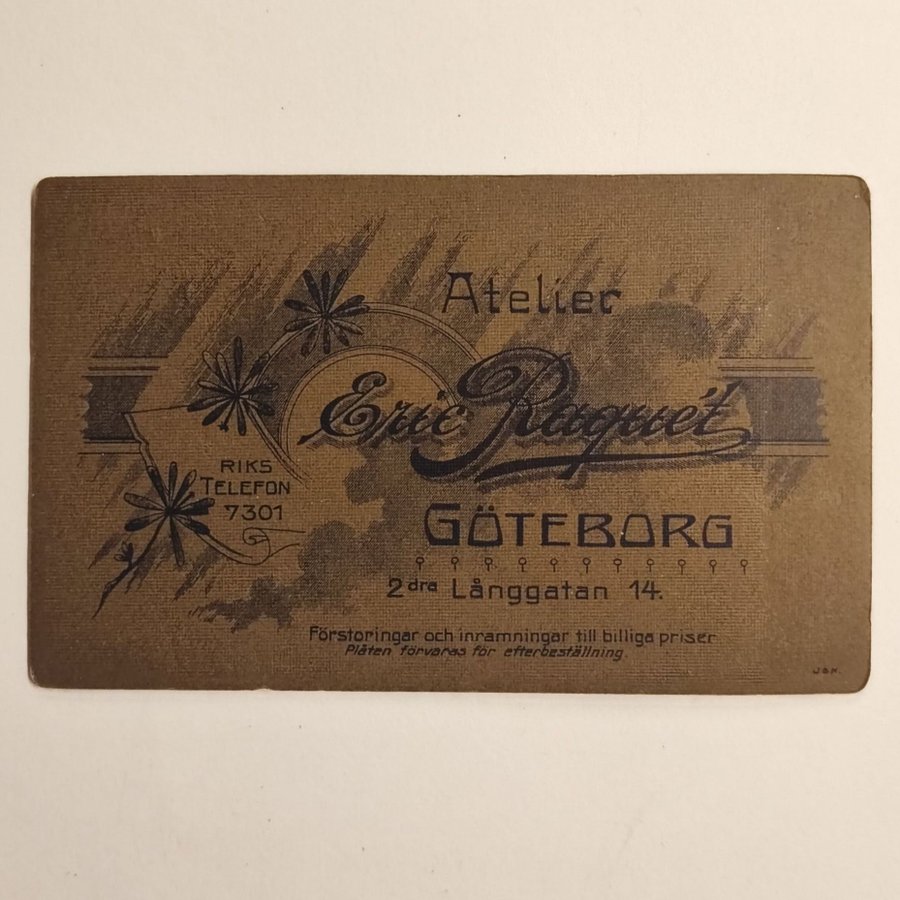 Atelier
Eric Raquét
RIKS
TELEFON
7301
GÖTEBORG
2dra Långgatan 14.
Förstoringar och inramningar till billiga priser
Plåten förvaras för efterbeställning.
J&K.